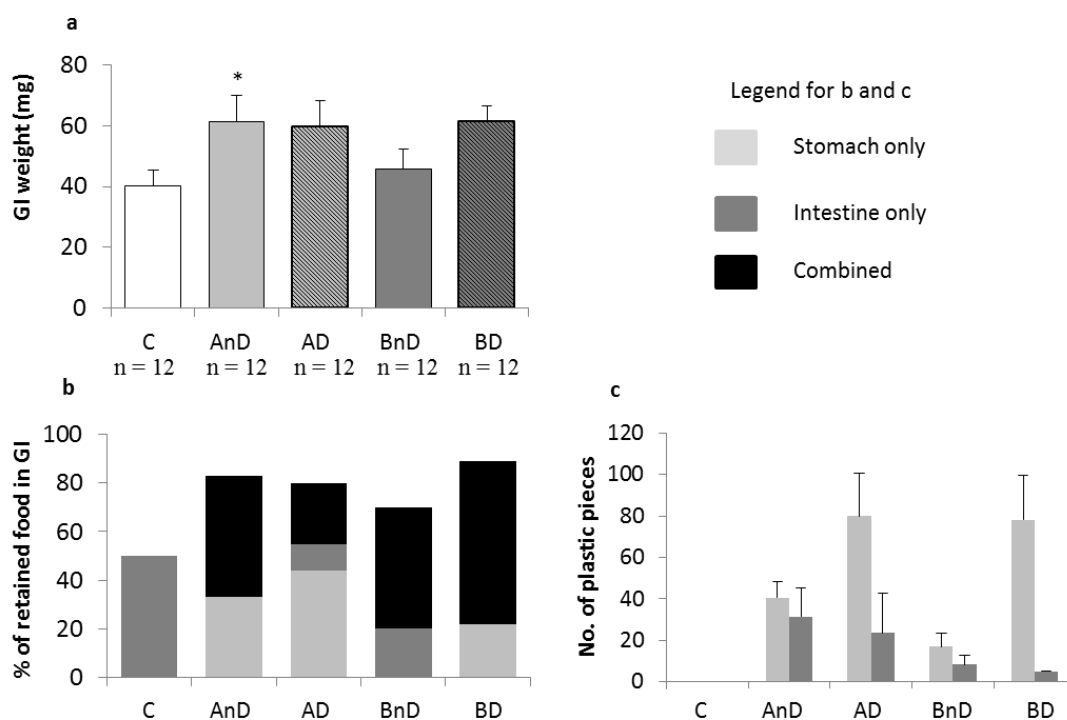 a
GI weight (mg)
80
60
40
20
0
*
C AnD AD BnD BD
n = 12 n = 12 n = 12 n = 12 n = 12
Legend for b and c
Stomach only
Intestine only
Combined
b
% of retained food in GI
100
80
60
40
20
0
C AnD AD BnD BD
c
No. of plastic pieces
120
100
80
60
40
20
0
C AnD AD BnD BD